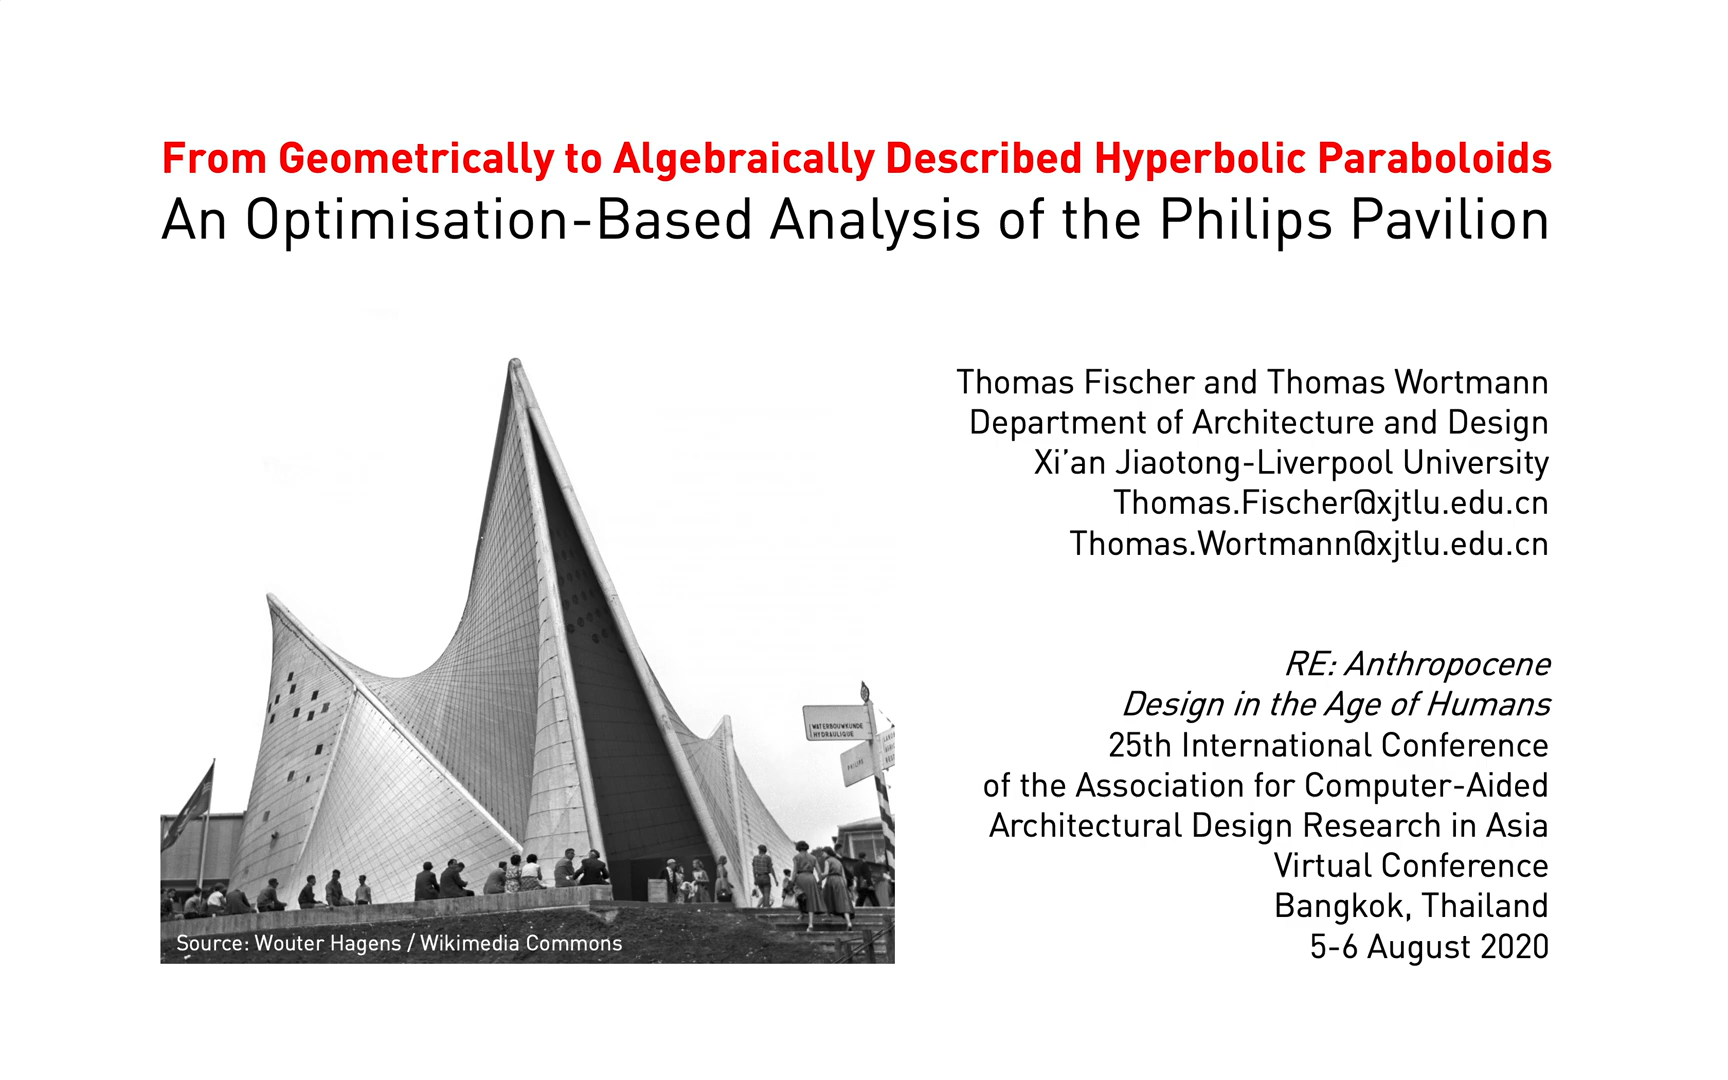 From Geometrically to Algebraically Described Hyperbolic Paraboloids
An Optimisation-Based Analysis of the Philips Pavilion
Thomas Fischer and Thomas Wortmann
Department of Architecture and Design
Xi’an Jiaotong-Liverpool University
Thomas.Fischer@xjtlu.edu.cn
Thomas.Wortmann@xjtlu.edu.cn
RE: Anthropocene
Design in the Age of Humans
25th International Conference
of the Association for Computer-Aided
Architectural Design Research in Asia
Virtual Conference
Bangkok, Thailand
5-6 August 2020
WATERBOUWKUNDE
HYDRAULIQUE
PHILIPS
Source: Wouter Hagens / Wikimedia Commons